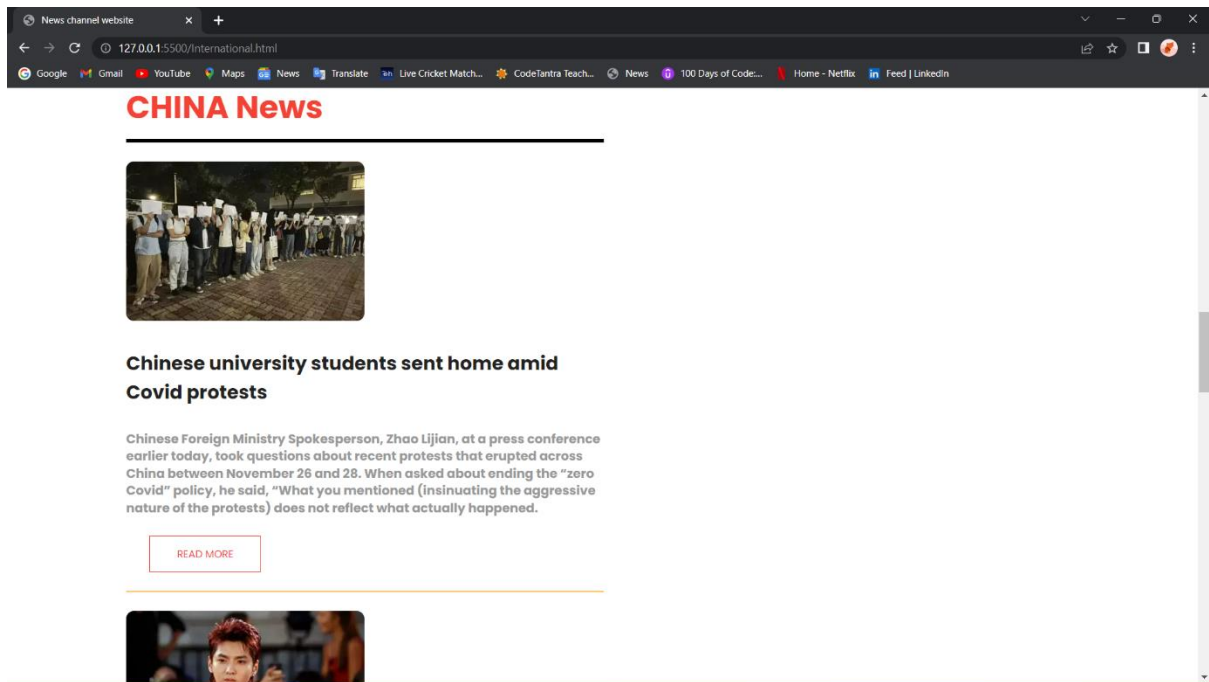 News channel website
127.0.0.1:5500/International.html
Google Gmail YouTube Maps News Translate Live Cricket Match... CodeTantra Teach... News 100 Days of Code:... Home - Netflix Feed | LinkedIn
CHINA News
Chinese university students sent home amid
Covid protests
Chinese Foreign Ministry Spokesperson, Zhao Lijian, at a press conference
earlier today, took questions about recent protests that erupted across
China between November 26 and 28. When asked about ending the “zero
Covid” policy, he said, “What you mentioned (insinuating the aggressive
nature of the protests) does not reflect what actually happened.
READ MORE